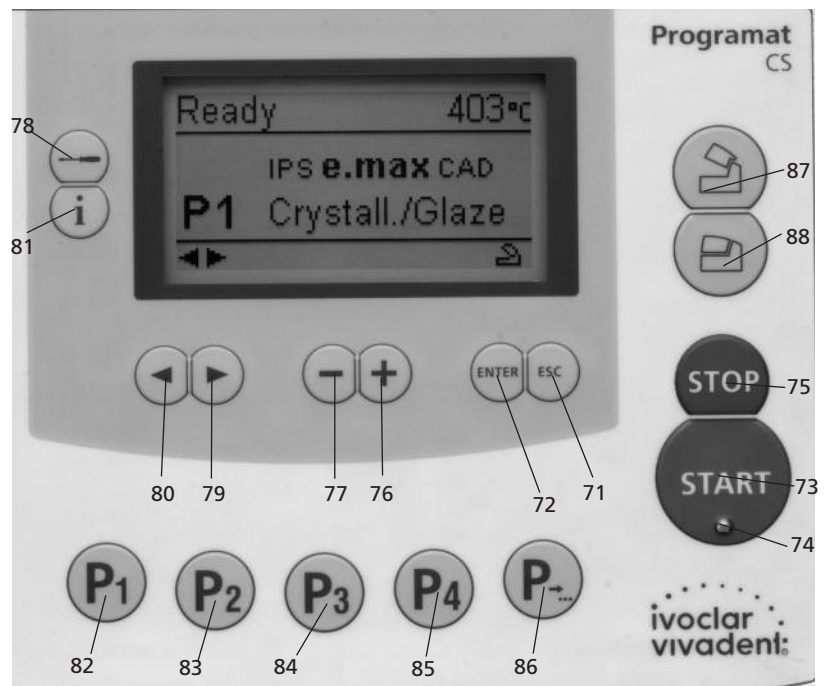 Programat
CS
Ready 403°C
IPS e.max CAD
P1 Crystall./Glaze
i
ENTER ESC
STOP
START
P1 P2 P3 P4 P→...
ivoclar
vivadent:
78
81
87
88
75
73
74
80 79 77 76 72 71
82 83 84 85 86